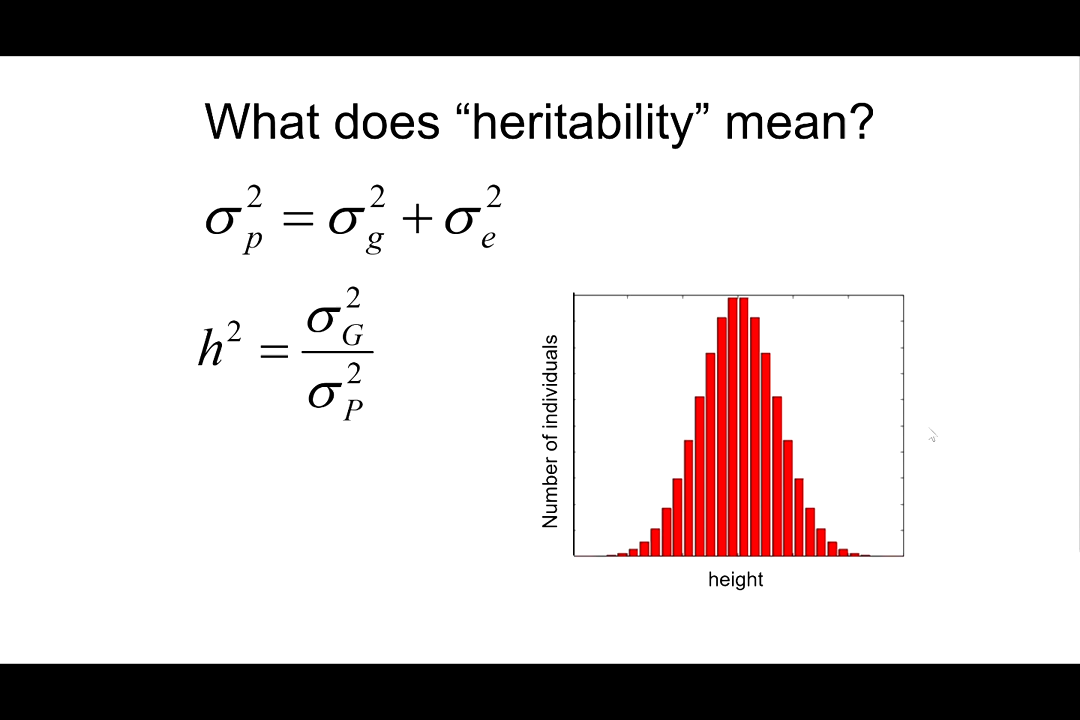 What does “heritability” mean?
σ²ₚ = σ²g + σ²ₑ
h² = σ²G / σ²P
Number of individuals
height